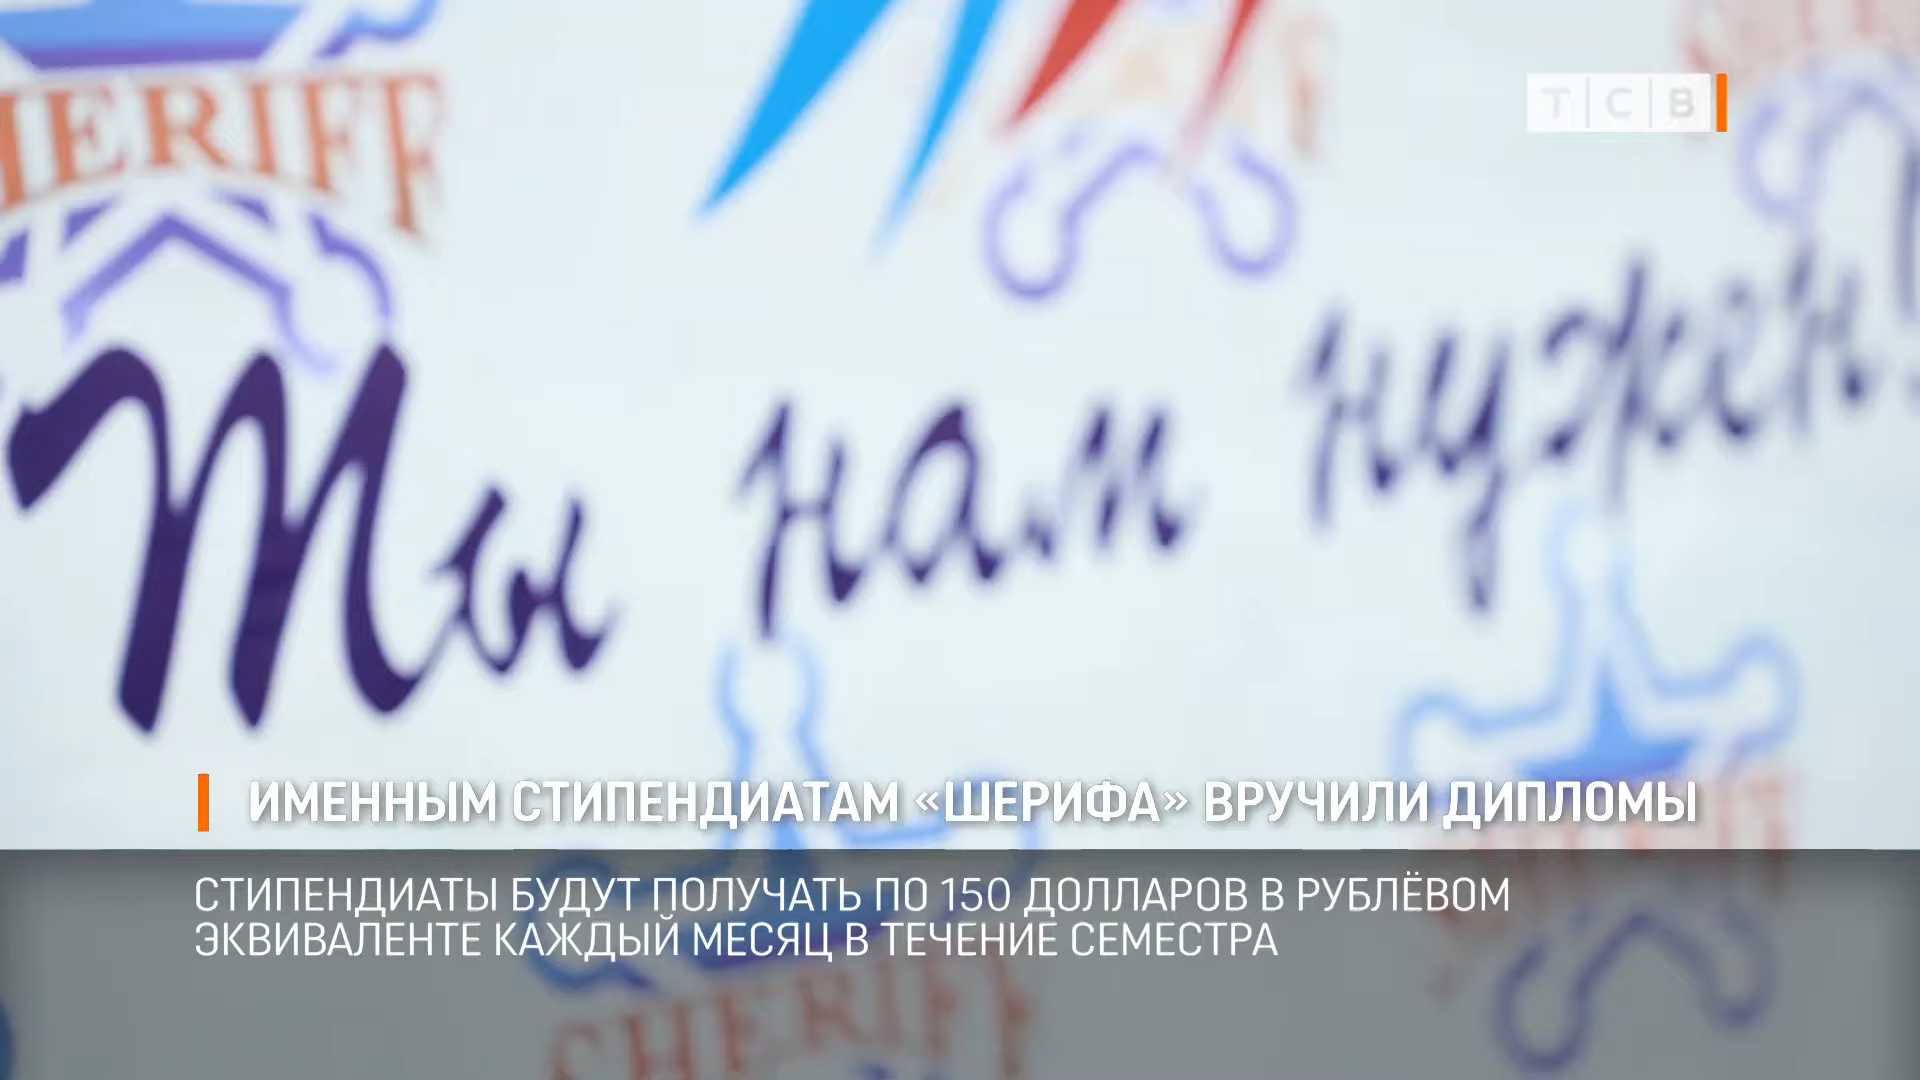 SHERIFF
ТСВ
Ты нам нужен!
ИМЕННЫМ СТИПЕНДИАТАМ «ШЕРИФА» ВРУЧИЛИ ДИПЛОМЫ
СТИПЕНДИАТЫ БУДУТ ПОЛУЧАТЬ ПО 150 ДОЛЛАРОВ В РУБЛЁВОМ
ЭКВИВАЛЕНТЕ КАЖДЫЙ МЕСЯЦ В ТЕЧЕНИЕ СЕМЕСТРА
SHERIFF